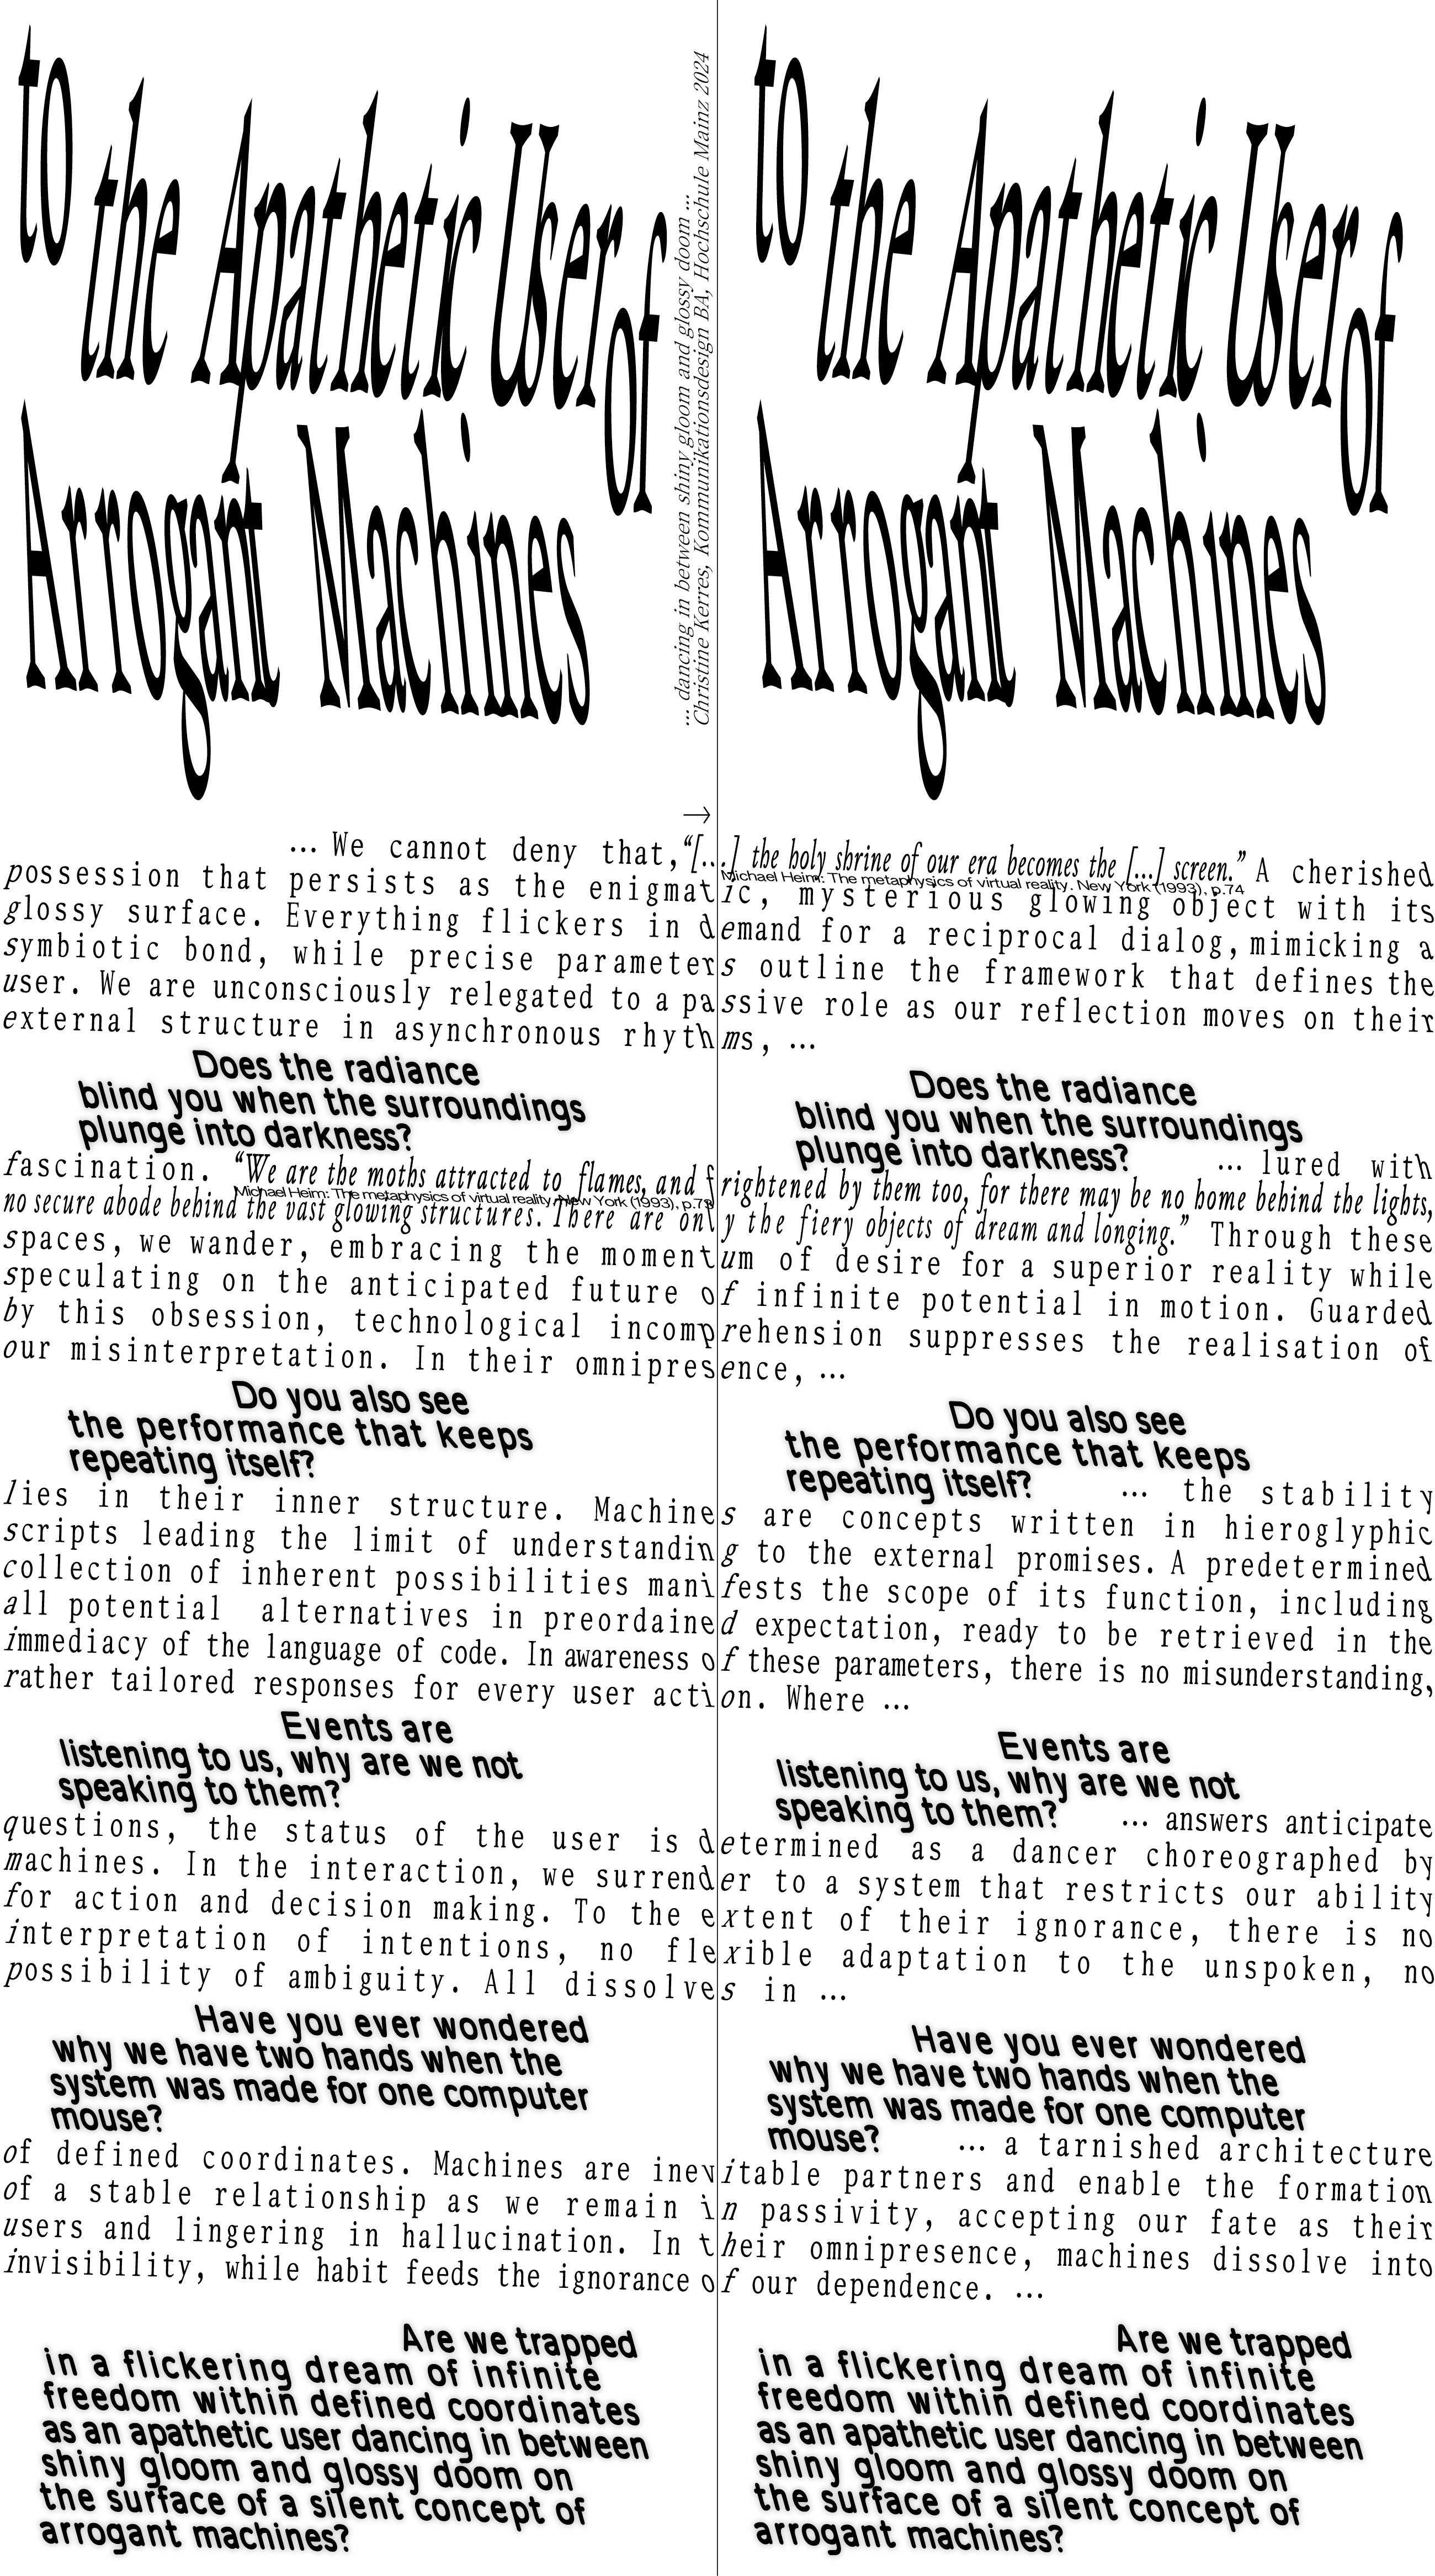 to
the Apathetic User
of
Arrogant Machines
... dancing in between shiny gloom and glossy doom ...
Christine Kerres, Kommunikationsdesign BA, Hochschule Mainz 2024
to
the Apathetic User
of
Arrogant Machines
→
... We cannot deny that, “[...] the holy shrine of our era becomes the [...] screen.” A cherished
Michael Heim: The metaphysics of virtual reality. New York (1993), p.74
possession that persists as the enigmatic, mysterious glowing object with its
glossy surface. Everything flickers in demand for a reciprocal dialog, mimicking a
symbiotic bond, while precise parameters outline the framework that defines the
user. We are unconsciously relegated to a passive role as our reflection moves on their
external structure in asynchronous rhythms, ...
Does the radiance
blind you when the surroundings
plunge into darkness?
Does the radiance
blind you when the surroundings
plunge into darkness?
... lured with
fascination. “We are the moths attracted to flames, and frightened by them too, for there may be no home behind the lights,
Michael Heim: The metaphysics of virtual reality. New York (1993), p.73
no secure abode behind the vast glowing structures. There are only the fiery objects of dream and longing.” Through these
spaces, we wander, embracing the momentum of desire for a superior reality while
speculating on the anticipated future of infinite potential in motion. Guarded
by this obsession, technological incomprehension suppresses the realisation of
our misinterpretation. In their omnipresence, ...
Do you also see
the performance that keeps
repeating itself?
Do you also see
the performance that keeps
repeating itself?
... the stability
lies in their inner structure. Machines are concepts written in hieroglyphic
scripts leading the limit of understanding to the external promises. A predetermined
collection of inherent possibilities manifests the scope of its function, including
all potential alternatives in preordained expectation, ready to be retrieved in the
immediacy of the language of code. In awareness of these parameters, there is no misunderstanding,
rather tailored responses for every user action. Where ...
Events are
listening to us, why are we not
speaking to them?
Events are
listening to us, why are we not
speaking to them?
... answers anticipate
questions, the status of the user is determined as a dancer choreographed by
machines. In the interaction, we surrender to a system that restricts our ability
for action and decision making. To the extent of their ignorance, there is no
interpretation of intentions, no flexible adaptation to the unspoken, no
possibility of ambiguity. All dissolves in ...
Have you ever wondered
why we have two hands when the
system was made for one computer
mouse?
Have you ever wondered
why we have two hands when the
system was made for one computer
mouse?
... a tarnished architecture
of defined coordinates. Machines are inevitable partners and enable the formation
of a stable relationship as we remain in passivity, accepting our fate as their
users and lingering in hallucination. In their omnipresence, machines dissolve into
invisibility, while habit feeds the ignorance of our dependence. ...
Are we trapped
in a flickering dream of infinite
freedom within defined coordinates
as an apathetic user dancing in between
shiny gloom and glossy doom on
the surface of a silent concept of
arrogant machines?
Are we trapped
in a flickering dream of infinite
freedom within defined coordinates
as an apathetic user dancing in between
shiny gloom and glossy doom on
the surface of a silent concept of
arrogant machines?